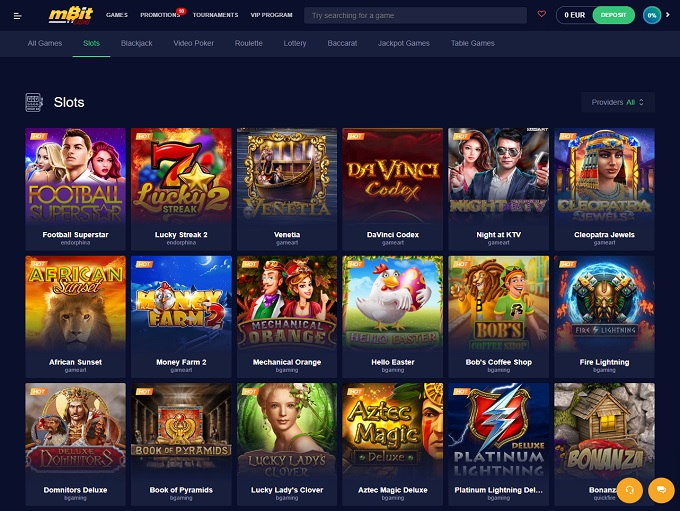 mBit
CASINO
GAMES
PROMOTIONS
TOURNAMENTS
VIP PROGRAM
Try searching for a game
0 EUR
DEPOSIT
0%
All Games
Slots
Blackjack
Video Poker
Roulette
Lottery
Baccarat
Jackpot Games
Table Games
Slots
Providers All
HOT
FOOTBALL
SUPERSTAR
Football Superstar
endorphina
HOT
7
Lucky 2
STREAK
Lucky Streak 2
endorphina
VENETIA
Venetia
gameart
HOT
DAVINCI
Codex
DaVinci Codex
gameart
HOT
NIGHT at KTV
Night at KTV
gameart
HOT
CLEOPATRA
JEWELS
Cleopatra Jewels
gameart
HOT
AFRICAN
Sunset
African Sunset
gameart
HOT
MONEY
FARM 2
Money Farm 2
gameart
HOT
MECHANICAL
ORANGE
Mechanical Orange
bgaming
HOT
HELLO EASTER
Hello Easter
bgaming
HOT
BOB'S
COFFEE SHOP
Bob's Coffee Shop
bgaming
HOT
FIRE LIGHTNING
Fire Lightning
bgaming
HOT
DELUXE
DOMNITORS
Domnitors Deluxe
bgaming
HOT
BOOK OF PYRAMIDS
Book of Pyramids
bgaming
HOT
LUCKY LADY'S
CLOVER
Lucky Lady's Clover
bgaming
HOT
Aztec
Magic
Deluxe
Aztec Magic Deluxe
bgaming
HOT
DELUXE
PLATINUM
LIGHTNING
Platinum Lightning Del...
bgaming
BONANZA
Bonanza
quickfire